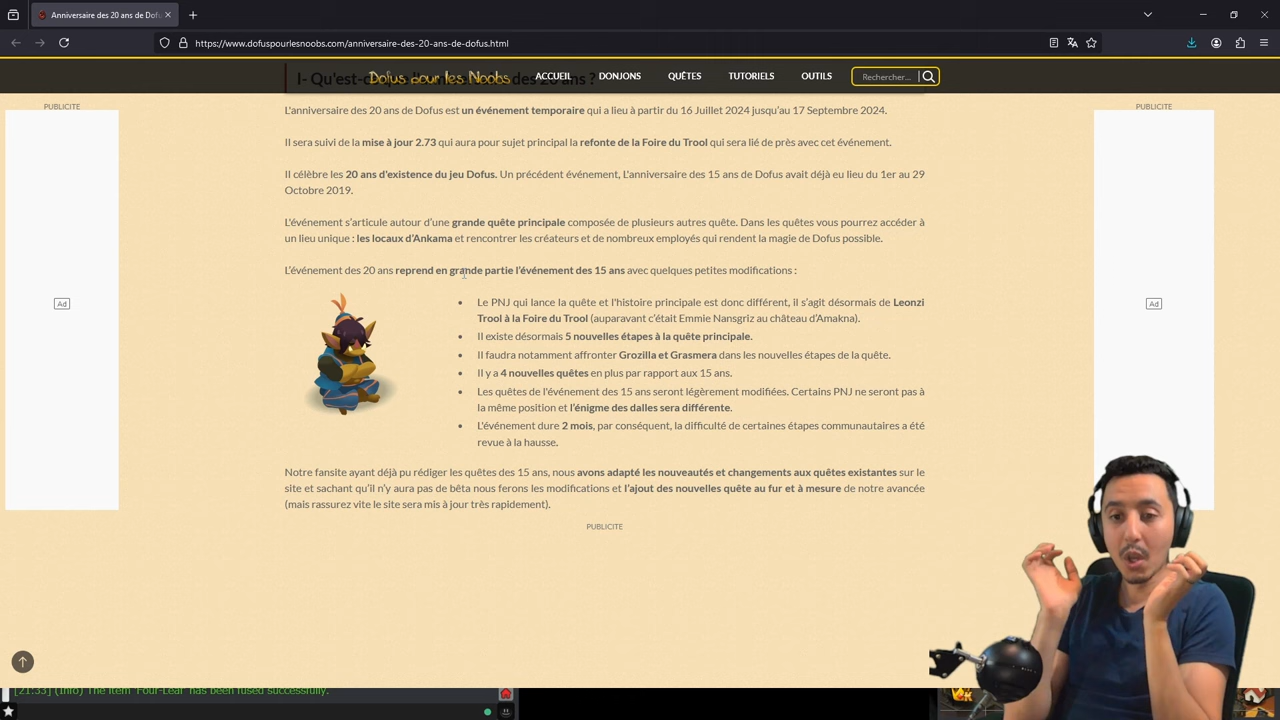 Anniversaire des 20 ans de Dofus
https://www.dofuspourlesnoobs.com/anniversaire-des-20-ans-de-dofus.html
I- Qu'est-ce que l'anniversaire des 20 ans ?
Dofus pour les Noobs
ACCUEIL DONJONS QUÊTES TUTORIELS OUTILS Rechercher...
PUBLICITE
PUBLICITE
L'anniversaire des 20 ans de Dofus est un événement temporaire qui a lieu à partir du 16 Juillet 2024 jusqu'au 17 Septembre 2024.
Il sera suivi de la mise à jour 2.73 qui aura pour sujet principal la refonte de la Foire du Trool qui sera lié de près avec cet événement.
Il célèbre les 20 ans d'existence du jeu Dofus. Un précédent événement, L'anniversaire des 15 ans de Dofus avait déjà eu lieu du 1er au 29
Octobre 2019.
L'événement s'articule autour d'une grande quête principale composée de plusieurs autres quête. Dans les quêtes vous pourrez accéder à
un lieu unique : les locaux d'Ankama et rencontrer les créateurs et de nombreux employés qui rendent la magie de Dofus possible.
L'événement des 20 ans reprend en grande partie l'événement des 15 ans avec quelques petites modifications :
Ad
Ad
• Le PNJ qui lance la quête et l'histoire principale est donc différent, il s'agit désormais de Leonzi
Trool à la Foire du Trool (auparavant c'était Emmie Nansgriz au château d'Amakna).
• Il existe désormais 5 nouvelles étapes à la quête principale.
• Il faudra notamment affronter Grozilla et Grasmera dans les nouvelles étapes de la quête.
• Il y a 4 nouvelles quêtes en plus par rapport aux 15 ans.
• Les quêtes de l'événement des 15 ans seront légèrement modifiées. Certains PNJ ne seront pas à
la même position et l'énigme des dalles sera différente.
• L'événement dure 2 mois, par conséquent, la difficulté de certaines étapes communautaires a été
revue à la hausse.
Notre fansite ayant déjà pu rédiger les quêtes des 15 ans, nous avons adapté les nouveautés et changements aux quêtes existantes sur le
site et sachant qu'il n'y aura pas de bêta nous ferons les modifications et l'ajout des nouvelles quête au fur et à mesure de notre avancée
(mais rassurez vite le site sera mis à jour très rapidement).
PUBLICITE
[21:33] (Info) The item 'Four-Leaf' has been fused successfully.